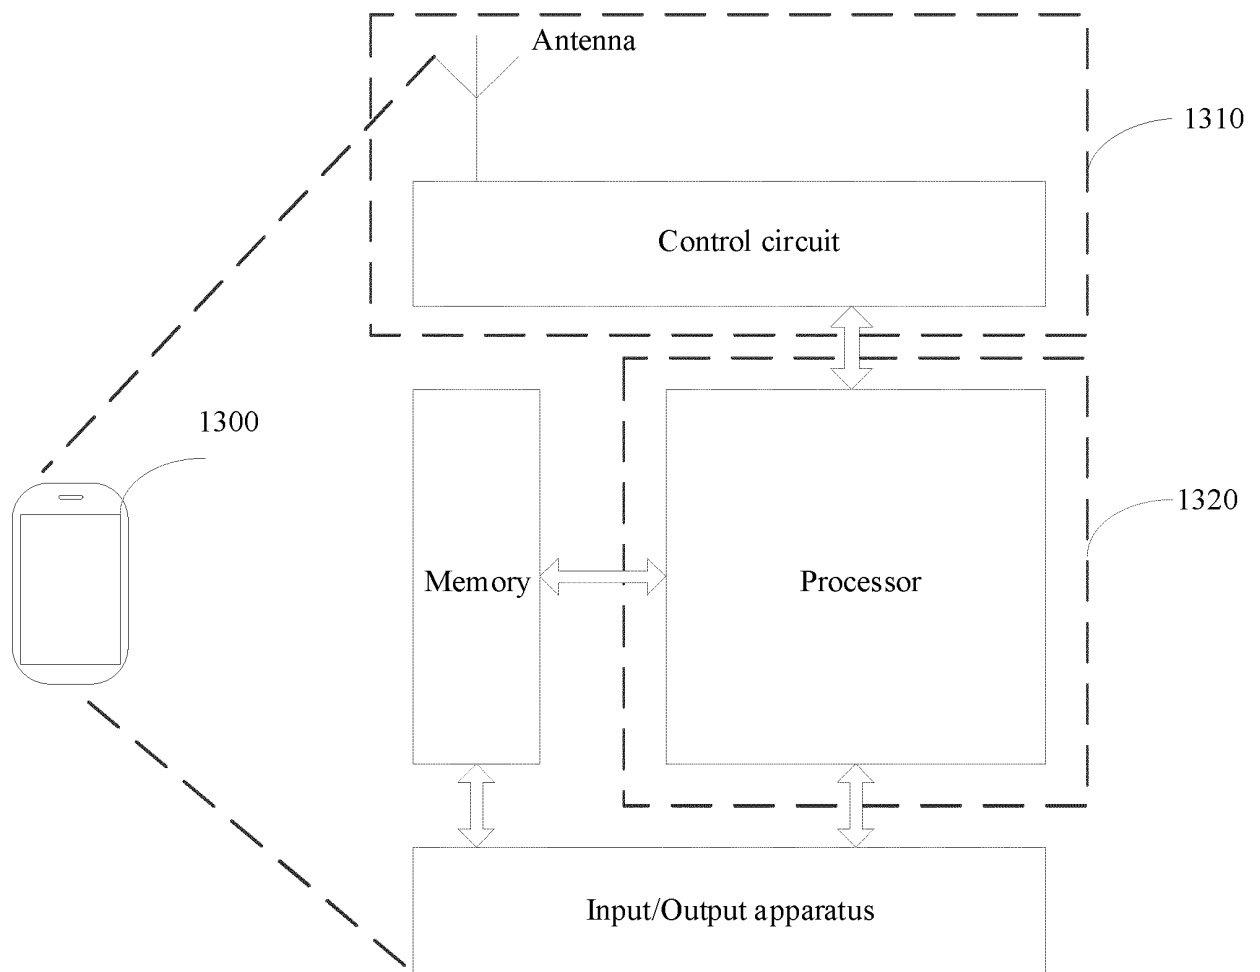 Antenna
1310
Control circuit
1300
1320
Memory
Processor
Input/Output apparatus